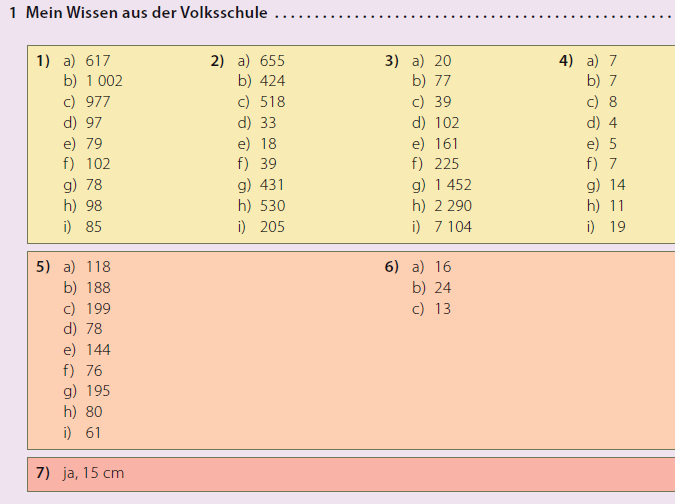 1 Mein Wissen aus der Volksschule ........................................................
1) a) 617 2) a) 655 3) a) 20 4) a) 7
b) 1 002 b) 424 b) 77 b) 7
c) 977 c) 518 c) 39 c) 8
d) 97 d) 33 d) 102 d) 4
e) 79 e) 18 e) 161 e) 5
f) 102 f) 39 f) 225 f) 7
g) 78 g) 431 g) 1 452 g) 14
h) 98 h) 530 h) 2 290 h) 11
i) 85 i) 205 i) 7 104 i) 19
5) a) 118 6) a) 16
b) 188 b) 24
c) 199 c) 13
d) 78
e) 144
f) 76
g) 195
h) 80
i) 61
7) ja, 15 cm